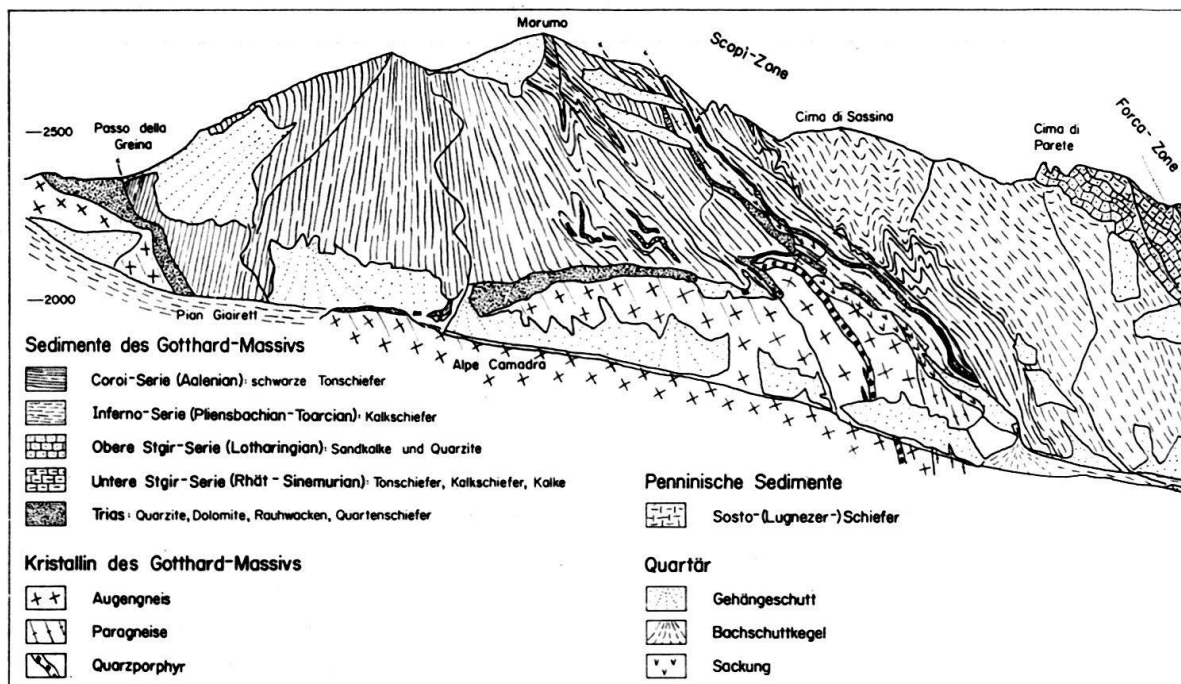 Marumo
Scopi-Zone
Cima di Sassina
Forca-Zone
Cima di
Parete
—2500
Passo della
Greina
—2000
Pian Giairett
Alpe Camadra
Sedimente des Gotthard-Massivs
Coroi-Serie (Aalenian): schwarze Tonschiefer
Inferno-Serie (Pliensbachian-Toarcian): Kalkschiefer
Obere Stgir-Serie (Lotharingian): Sandkalke und Quarzite
Untere Stgir-Serie (Rhät-Sinemurian): Tonschiefer, Kalkschiefer, Kalke
Trias: Quarzite, Dolomite, Rauhwacken, Quartenschiefer
Kristallin des Gotthard-Massivs
Augengneis
Paragneise
Quarzporphyr
Penninische Sedimente
Sosto-(Lugnezer-)Schiefer
Quartär
Gehängeschutt
Bachschuttkegel
Sackung